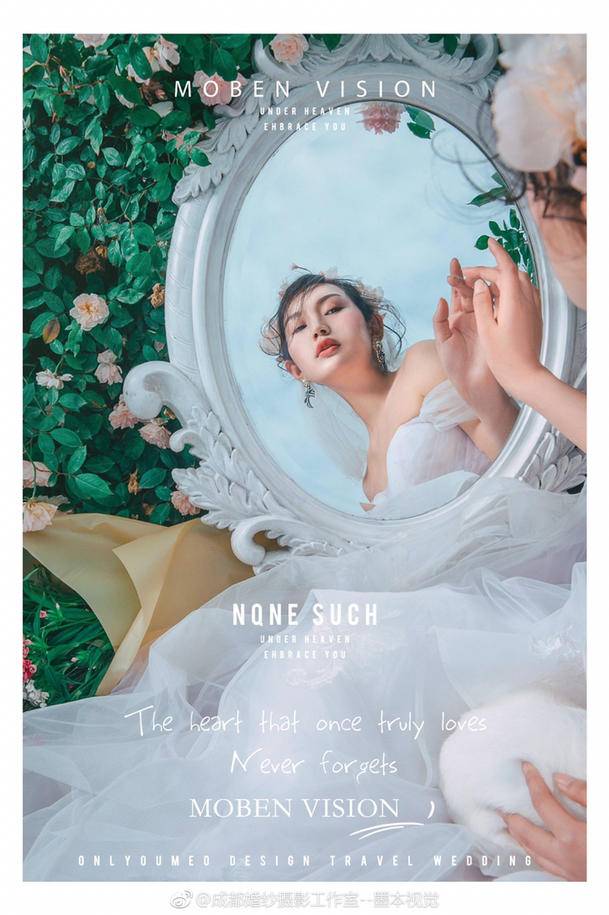 MOBEN VISION
UNDER HEAVEN
EHBRACE YOU
NQNE SUCH
UNDER HEAVEN
EHBRACE YOU
The heart that once truly loves
Never forgets
MOBEN VISION
ONLYOUMEO DESIGN TRAVEL WEDDING
@成都婚纱摄影工作室--墨本视觉